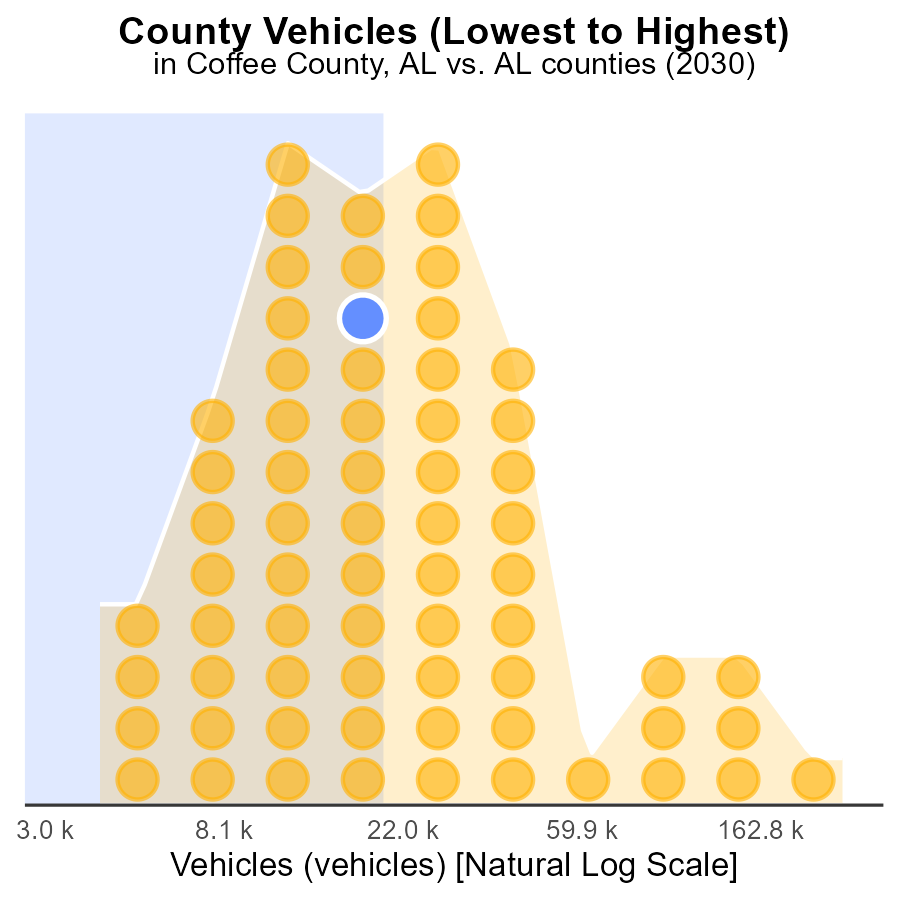 County Vehicles (Lowest to Highest)
in Coffee County, AL vs. AL counties (2030)
3.0 k 8.1 k 22.0 k 59.9 k 162.8 k
Vehicles (vehicles) [Natural Log Scale]